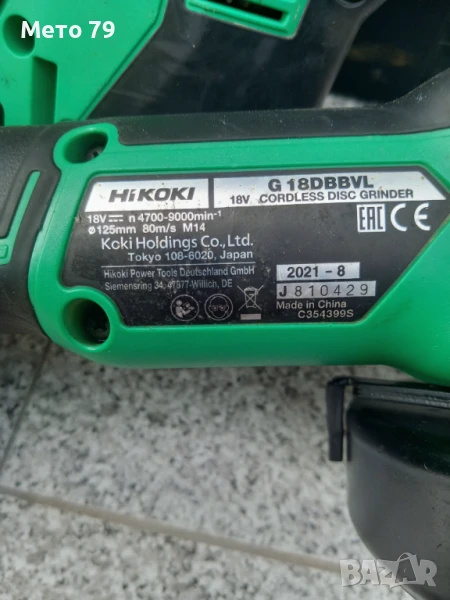 Мето 79
HiKOKI
G 18DBBVL
18V CORDLESS DISC GRINDER
18V n 4700-9000min-1
ø125mm 80m/s M14
Koki Holdings Co., Ltd.
Tokyo 108-6020, Japan
Hikoki Power Tools Deutschland GmbH
Siemensring 34, 47877-Willich, DE
EAC CE
2021 - 8
J810429
Made in China
C354399S
BAZAR